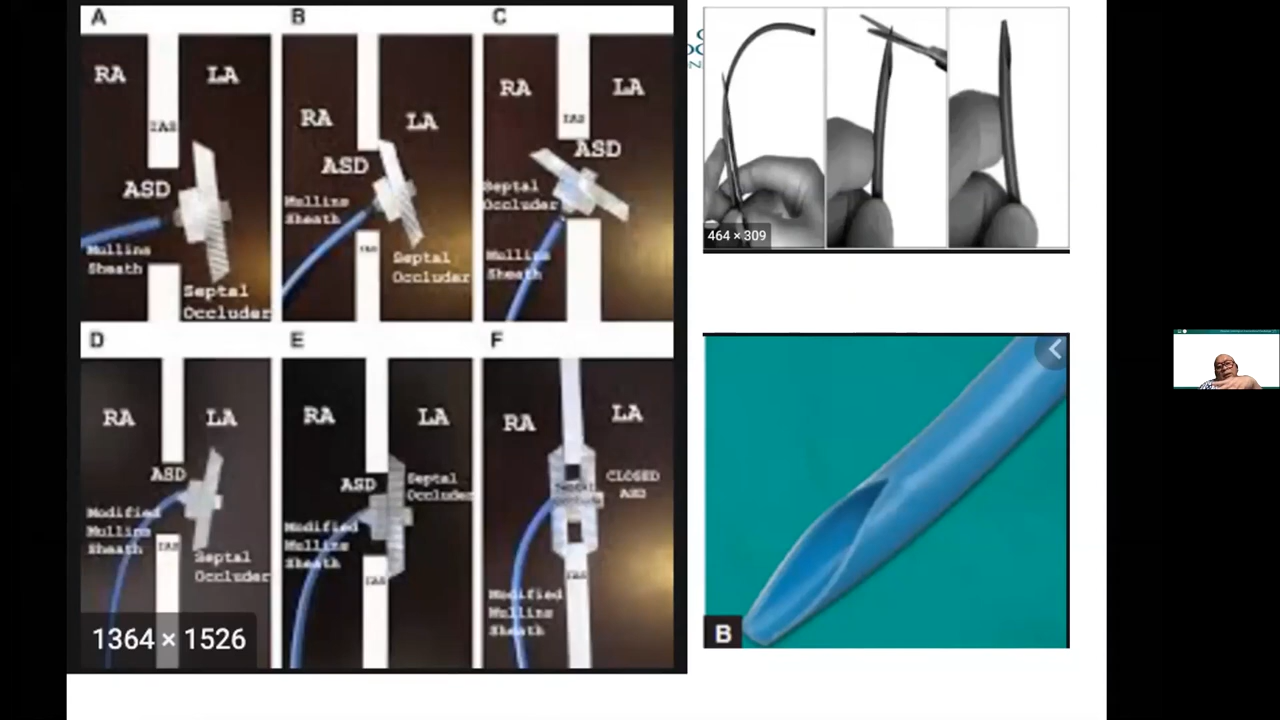 A
RA
LA
IAS
ASD
Mullins
Sheath
Septal
Occluder
B
RA
LA
ASD
Mullins
Sheath
IAS
Septal
Occluder
C
RA
LA
IAS
ASD
Septal
Occluder
Mullins
Sheath
D
RA
LA
ASD
Modified
Mullins
Sheath
IAS
Septal
Occluder
1364 × 1526
E
RA
LA
ASD
Septal
Occluder
Modified
Mullins
Sheath
IAS
F
RA
LA
CLOSED
ASD
IAS
Modified
Mullins
Sheath
464 × 309
B